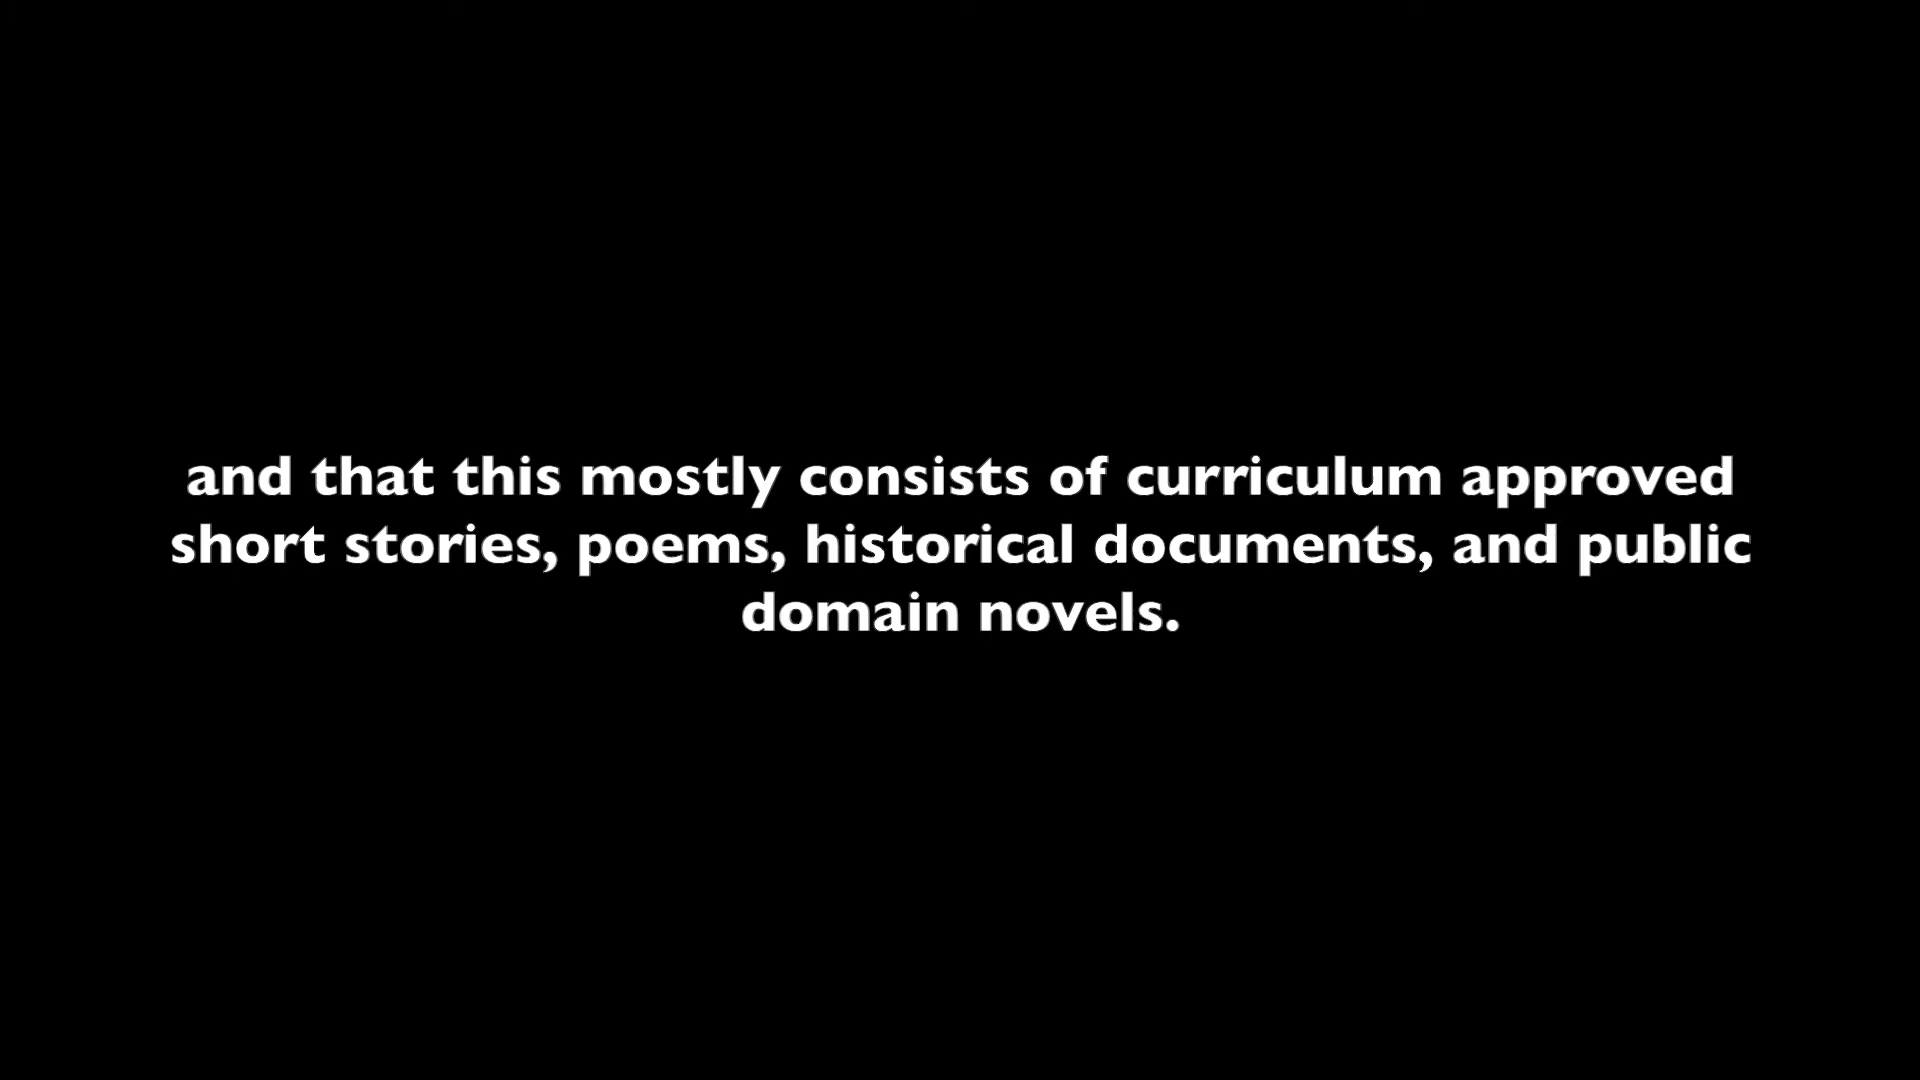 and that this mostly consists of curriculum approved
short stories, poems, historical documents, and public
domain novels.